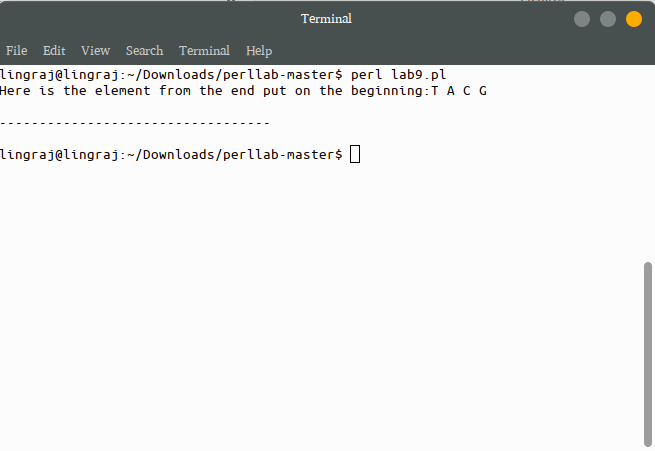 Terminal
File Edit View Search Terminal Help
lingraj@lingraj:~/Downloads/perllab-master$ perl lab9.pl
Here is the element from the end put on the beginning:T A C G
----------------------------------
lingraj@lingraj:~/Downloads/perllab-master$